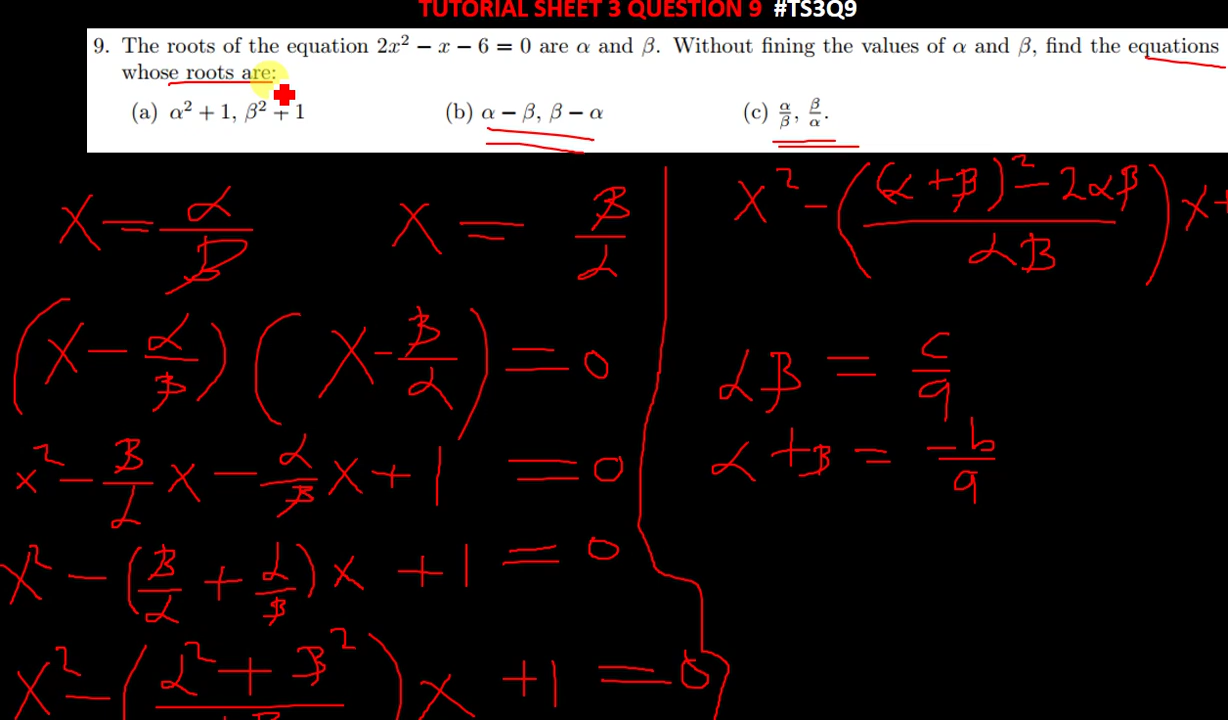 TUTORIAL SHEET 3 QUESTION 9 #TS3Q9
9. The roots of the equation 2x² − x − 6 = 0 are α and β. Without fining the values of α and β, find the equations
whose roots are:
(a) α² + 1, β² + 1 (b) α − β, β − α (c) α/β, β/α.
x = α/β x = β/α
(x − α/β)(x − β/α) = 0
x² − β/α x − α/β x + 1 = 0
x² − (β/α + α/β)x + 1 = 0
x² − (α² + β²/αβ)x + 1 = 0
x² − ((α + β)² − 2αβ/αβ)x +
αβ = c/a
α + β = −b/a